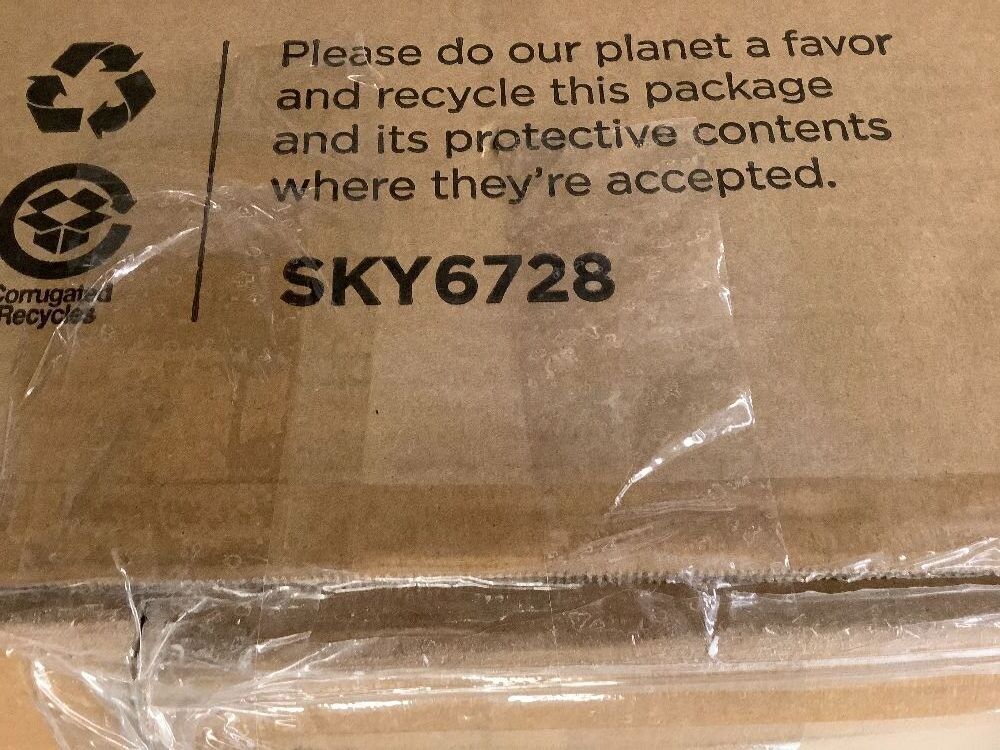 Please do our planet a favor
and recycle this package
and its protective contents
where they're accepted.
SKY6728
Corrugated
Recycles